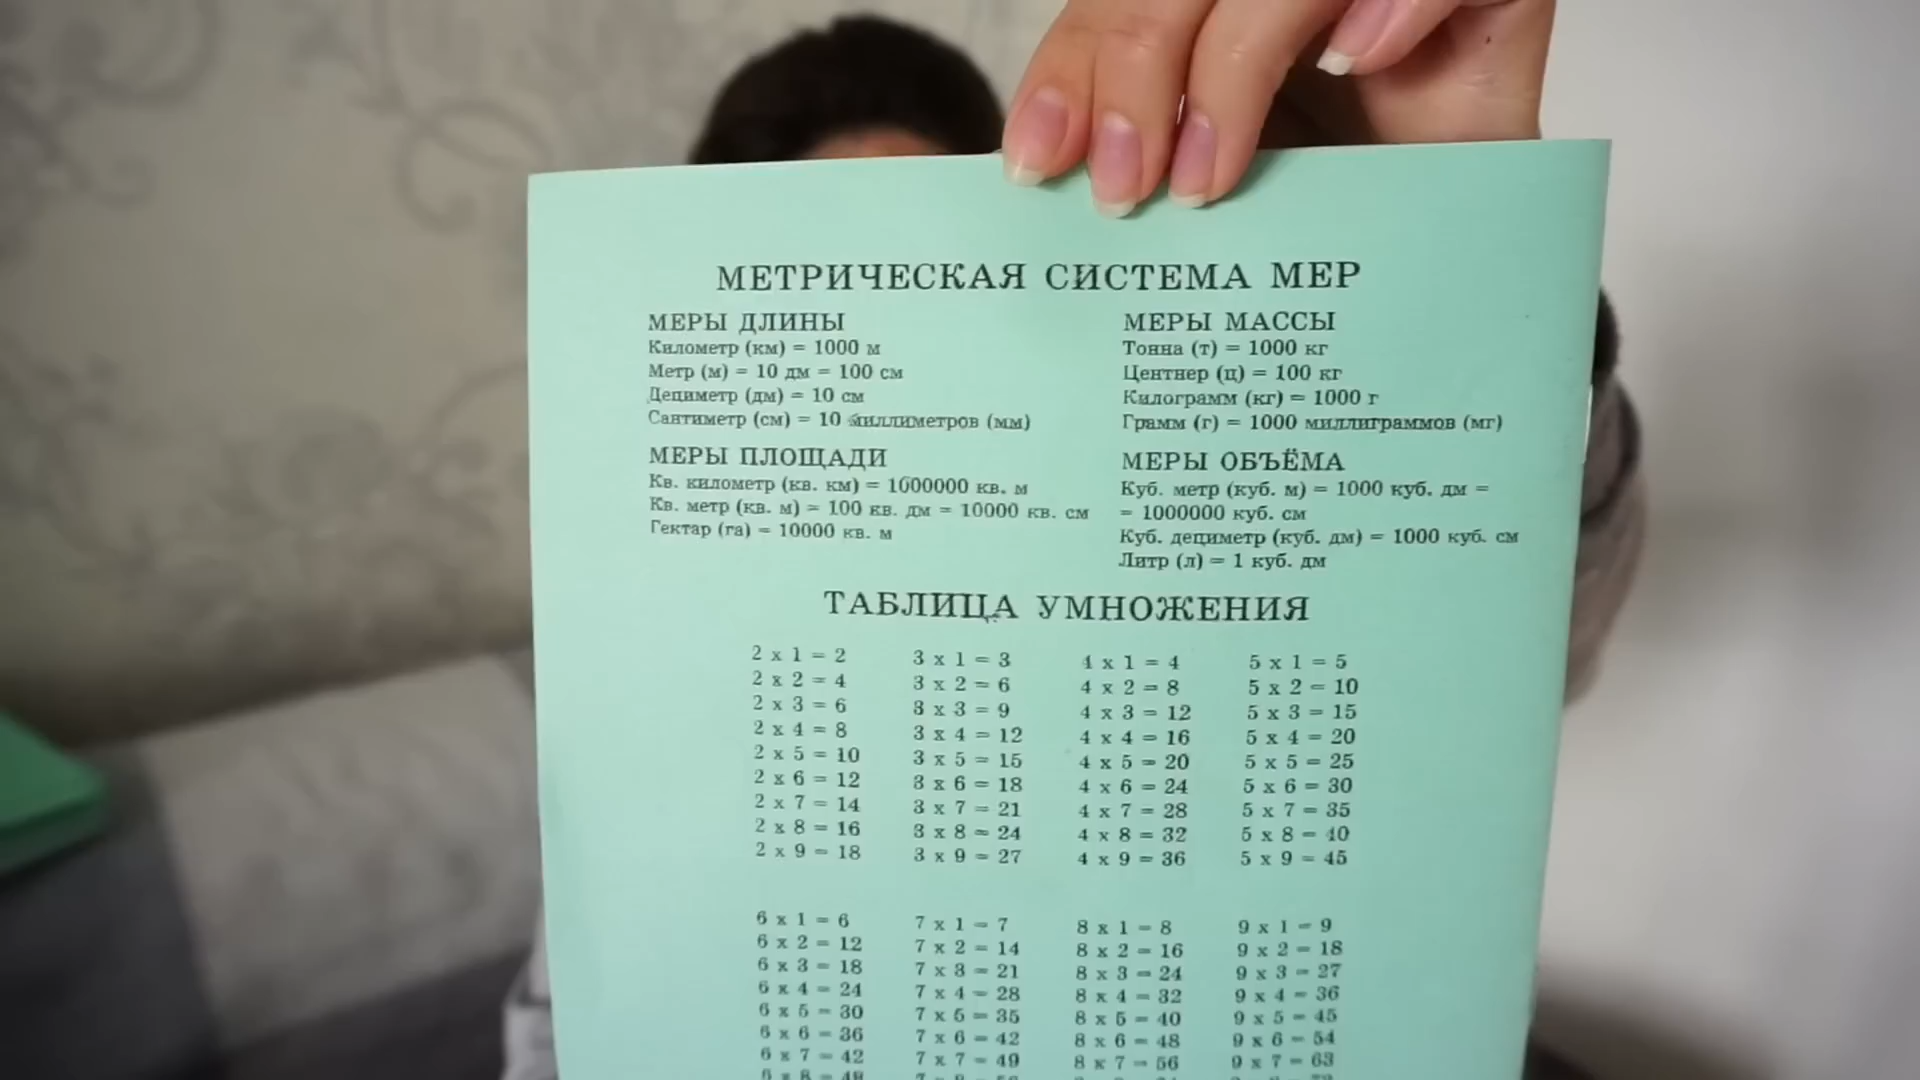 МЕТРИЧЕСКАЯ СИСТЕМА МЕР
МЕРЫ ДЛИНЫ
Километр (км) = 1000 м
Метр (м) = 10 дм = 100 см
Дециметр (дм) = 10 см
Сантиметр (см) = 10 миллиметров (мм)
МЕРЫ ПЛОЩАДИ
Кв. километр (кв. км) = 1000000 кв. м
Кв. метр (кв. м) = 100 кв. дм = 10000 кв. см
Гектар (га) = 10000 кв. м
МЕРЫ МАССЫ
Тонна (т) = 1000 кг
Центнер (ц) = 100 кг
Килограмм (кг) = 1000 г
Грамм (г) = 1000 миллиграммов (мг)
МЕРЫ ОБЪЁМА
Куб. метр (куб. м) = 1000 куб. дм =
= 1000000 куб. см
Куб. дециметр (куб. дм) = 1000 куб. см
Литр (л) = 1 куб. дм
ТАБЛИЦА УМНОЖЕНИЯ
2 x 1 = 2 3 x 1 = 3 4 x 1 = 4 5 x 1 = 5
2 x 2 = 4 3 x 2 = 6 4 x 2 = 8 5 x 2 = 10
2 x 3 = 6 3 x 3 = 9 4 x 3 = 12 5 x 3 = 15
2 x 4 = 8 3 x 4 = 12 4 x 4 = 16 5 x 4 = 20
2 x 5 = 10 3 x 5 = 15 4 x 5 = 20 5 x 5 = 25
2 x 6 = 12 3 x 6 = 18 4 x 6 = 24 5 x 6 = 30
2 x 7 = 14 3 x 7 = 21 4 x 7 = 28 5 x 7 = 35
2 x 8 = 16 3 x 8 = 24 4 x 8 = 32 5 x 8 = 40
2 x 9 = 18 3 x 9 = 27 4 x 9 = 36 5 x 9 = 45
6 x 1 = 6 7 x 1 = 7 8 x 1 = 8 9 x 1 = 9
6 x 2 = 12 7 x 2 = 14 8 x 2 = 16 9 x 2 = 18
6 x 3 = 18 7 x 3 = 21 8 x 3 = 24 9 x 3 = 27
6 x 4 = 24 7 x 4 = 28 8 x 4 = 32 9 x 4 = 36
6 x 5 = 30 7 x 5 = 35 8 x 5 = 40 9 x 5 = 45
6 x 6 = 36 7 x 6 = 42 8 x 6 = 48 9 x 6 = 54
6 x 7 = 42 7 x 7 = 49 8 x 7 = 56 9 x 7 = 63
6 x 8 = 48